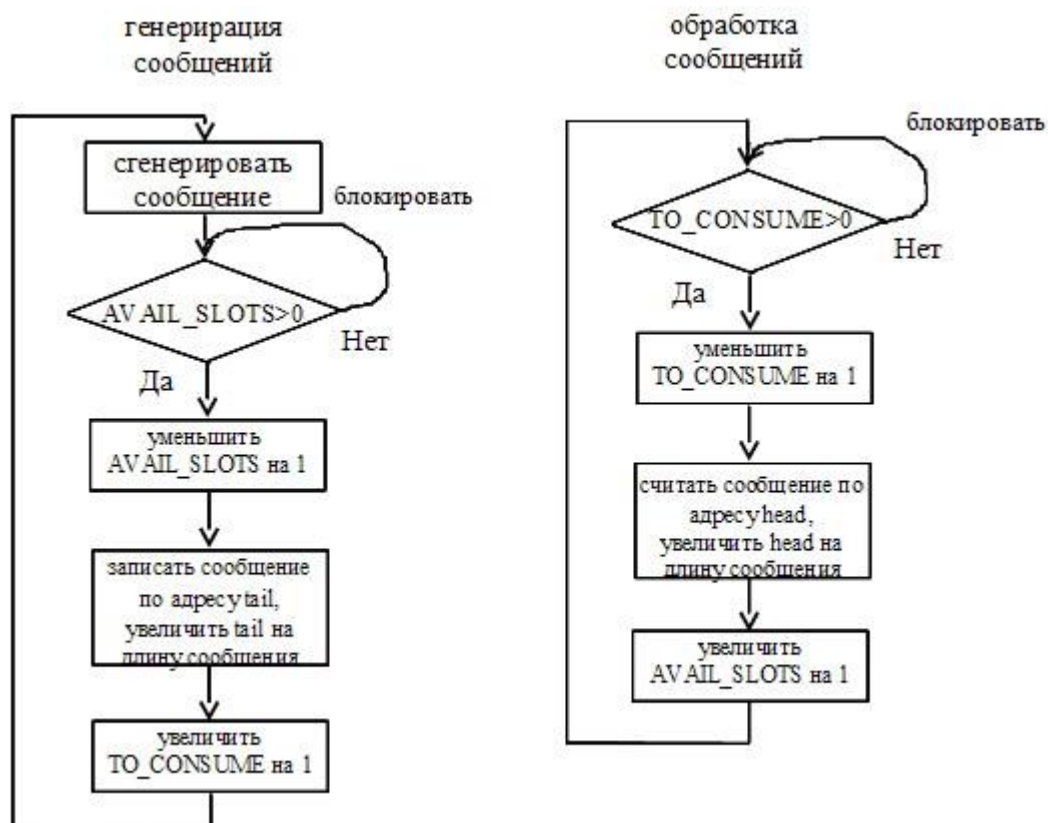 генерирация
сообщений
сгенерировать
сообщение
блокировать
AVAIL_SLOTS>0
Нет
Да
уменьшить
AVAIL_SLOTS на 1
записать сообщение
по адресу tail,
увеличить tail на
длину сообщения
увеличить
TO_CONSUME на 1
обработка
сообщений
блокировать
TO_CONSUME>0
Нет
Да
уменьшить
TO_CONSUME на 1
считать сообщение по
адресу head,
увеличить head на
длину сообщения
увеличить
AVAIL_SLOTS на 1